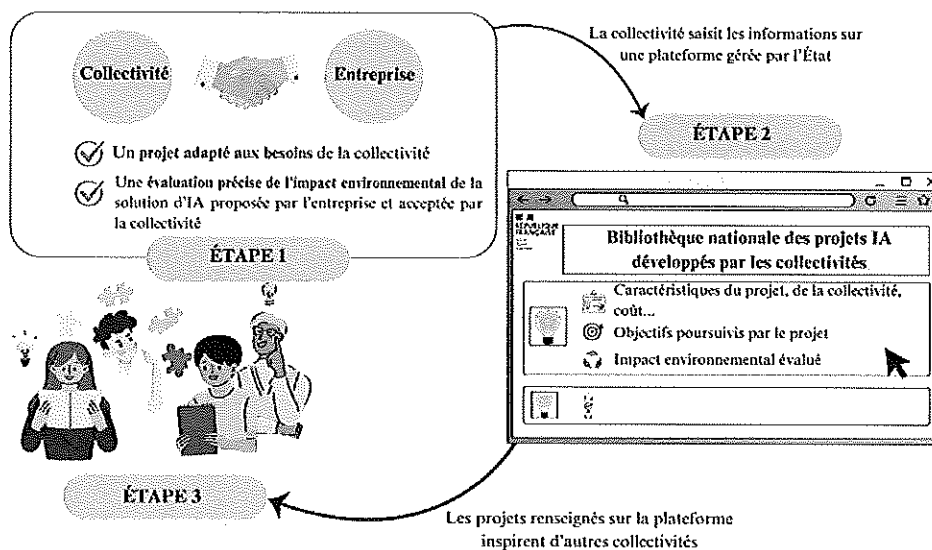 Collectivité
Entreprise
Un projet adapté aux besoins de la collectivité
Une évaluation précise de l'impact environnemental de la
solution d'IA proposée par l'entreprise et acceptée par
la collectivité
ÉTAPE 1
La collectivité saisit les informations sur
une plateforme gérée par l'État
ÉTAPE 2
RÉPUBLIQUE
FRANÇAISE
Bibliothèque nationale des projets IA
développés par les collectivités
Caractéristiques du projet, de la collectivité,
coût...
Objectifs poursuivis par le projet
Impact environnemental évalué
ÉTAPE 3
Les projets renseignés sur la plateforme
inspirent d'autres collectivités